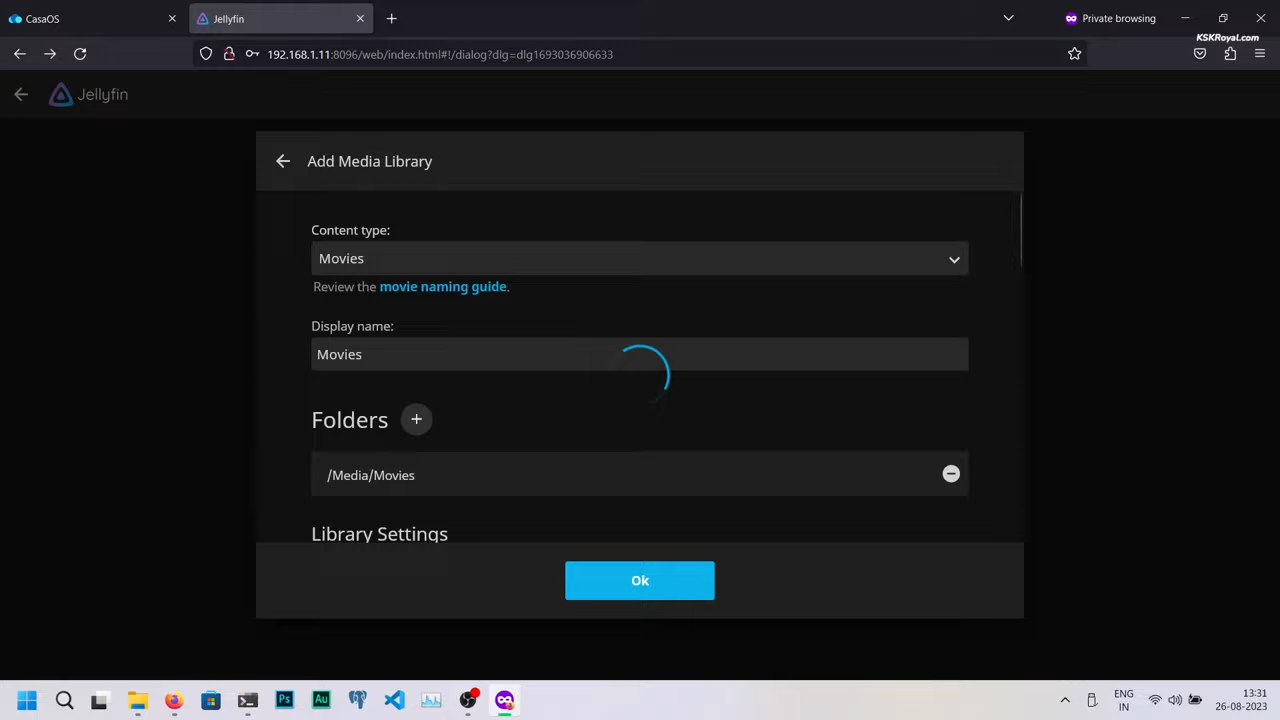 CasaOS
Jellyfin
Private browsing
KSKRoyal.com
192.168.1.11:8096/web/index.html#!/dialog?dlg=dlg1693036906633
Jellyfin
Add Media Library
Content type:
Movies
Review the movie naming guide.
Display name:
Movies
Folders
/Media/Movies
Library Settings
Ok
Ps
Au
ENG
IN
13:31
26-08-2023